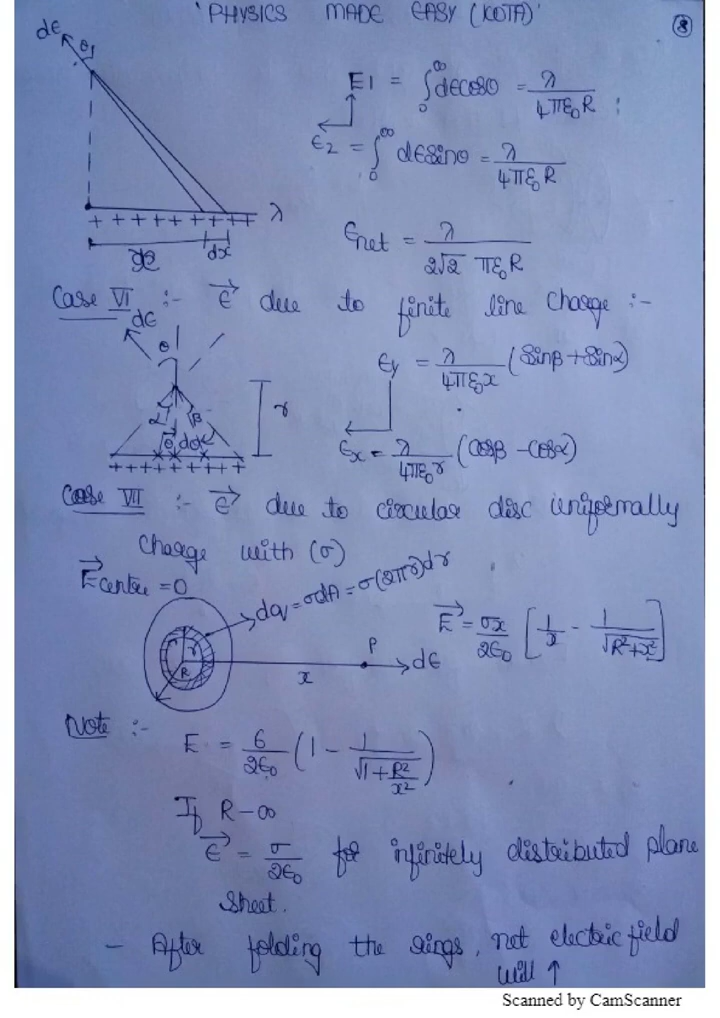 'PHYSICS MADE EASY (KOTA)'
8
dE
θ
E1 = ∫₀^∞ dEcosθ = λ/4πε₀R
E2 = ∫₀^∞ dEsinθ = λ/4πε₀R
+ + + + + + + + + + λ
x dx
Enet = λ/2√2 πε₀R
Case VI :- E⃗ due to finite line charge :-
dE
θ
α β
r
+ + + + + + + + + +
Ey = λ/4πε₀x (sinβ + sinα)
Ex = λ/4πε₀r (cosβ - cosα)
Case VII :- E⃗ due to circular disc uniformally
charge with (σ)
E⃗centre = 0
dq = σdA = σ(2πr)dr
E⃗ = σx/2ε₀ [1/x - 1/√R²+x²]
r
R
x
P
dE
Note :-
E = 6/2ε₀ (1 - 1/√1+R²/x²)
If R-∞
E⃗ = σ/2ε₀ for infinitely distributed plane
sheet.
- After folding the rings, net electric field
will ↑
Scanned by CamScanner